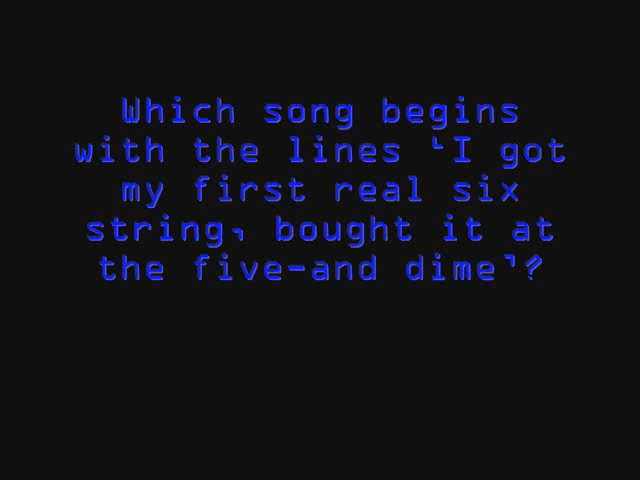 Which song begins
with the lines ‘I got
my first real six
string, bought it at
the five-and dime’?